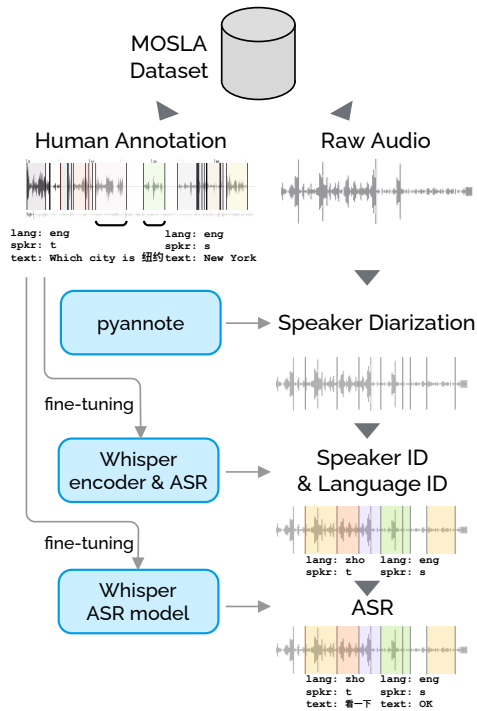 MOSLA
Dataset
Human Annotation
Raw Audio
lang: eng
spkr: t
text: Which city is 纽约
lang: eng
spkr: s
text: New York
pyannote
Speaker Diarization
fine-tuning
Whisper
encoder & ASR
Speaker ID
& Language ID
lang: zho
spkr: t
lang: eng
spkr: s
fine-tuning
Whisper
ASR model
ASR
lang: zho
spkr: t
text: 看一下
lang: eng
spkr: s
text: OK